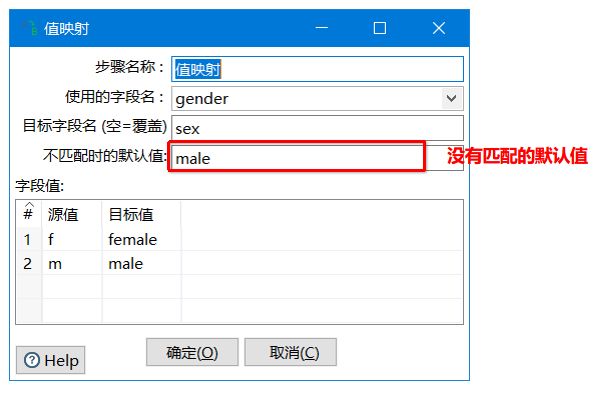 值映射
步骤名称：值映射
使用的字段名：gender
目标字段名 (空=覆盖) sex
不匹配时的默认值: male 没有匹配的默认值
字段值:
# 源值 目标值
1 f female
2 m male
Help 确定(O) 取消(C)